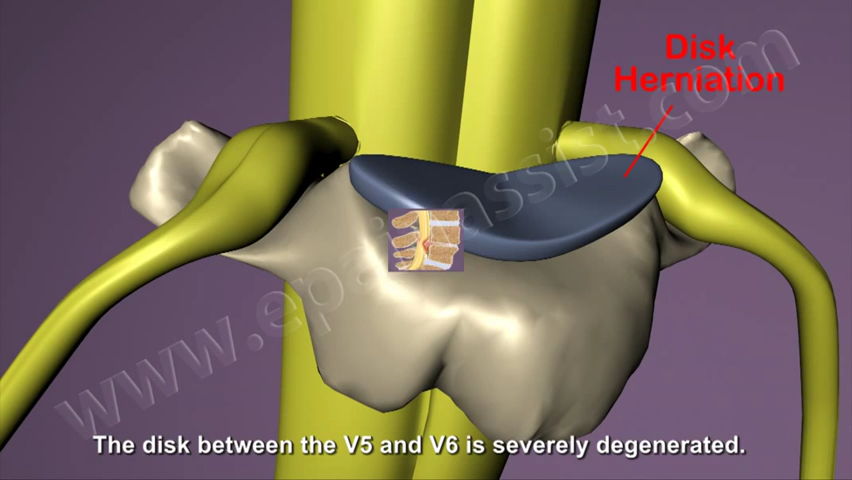 Disk
Herniation
www.epainassist.com
The disk between the V5 and V6 is severely degenerated.